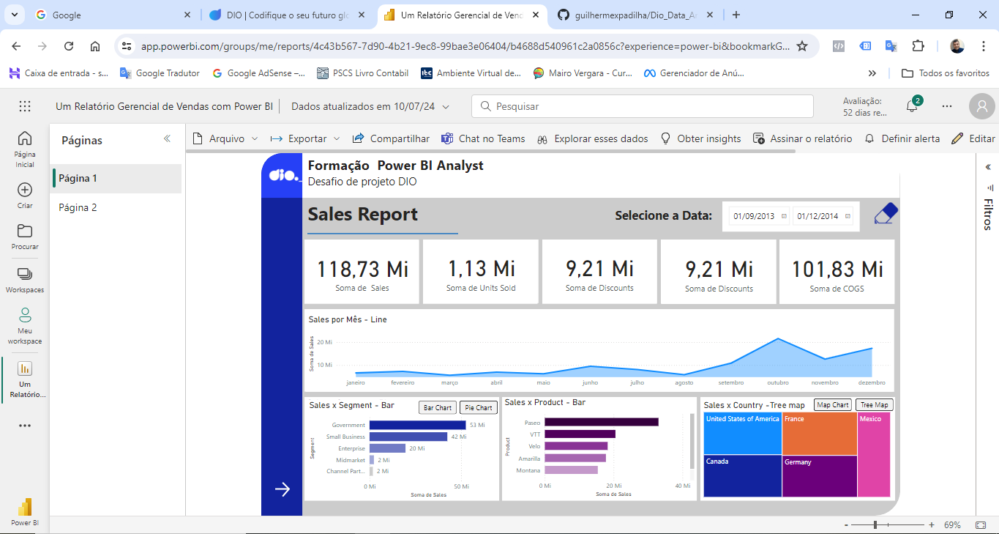 Google
DIO | Codifique o seu futuro glo
Um Relatório Gerencial de Vend
guilhermexpadilha/Dio_Data_A
app.powerbi.com/groups/me/reports/4c43b567-7d90-4b21-9ec8-99bae3e06404/b4688d540961c2a0856c?experience=power-bi&bookmarkG...
Caixa de entrada - s...
Google Tradutor
Google AdSense –...
PSCS Livro Contabil
Ambiente Virtual de...
Mairo Vergara - Cur...
Gerenciador de Anú...
Todos os favoritos
Um Relatório Gerencial de Vendas com Power BI
Dados atualizados em 10/07/24
Pesquisar
Avaliação:
52 dias re...
2
Página
Inicial
Criar
Procurar
Workspaces
Meu
workspace
Um
Relatório...
Power BI
Páginas
Página 1
Página 2
Arquivo
Exportar
Compartilhar
Chat no Teams
Explorar esses dados
Obter insights
Assinar o relatório
Definir alerta
Editar
dio.
Formação Power BI Analyst
Desafio de projeto DIO
Sales Report
Selecione a Data:
01/09/2013
01/12/2014
118,73 Mi
Soma de Sales
1,13 Mi
Soma de Units Sold
9,21 Mi
Soma de Discounts
9,21 Mi
Soma de Discounts
101,83 Mi
Soma de COGS
Sales por Mês - Line
Soma de Sales
20 Mi
10 Mi
janeiro
fevereiro
março
abril
maio
junho
julho
agosto
setembro
outubro
novembro
dezembro
Sales x Segment - Bar
Bar Chart
Pie Chart
Segment
Government
53 Mi
Small Business
42 Mi
Enterprise
20 Mi
Midmarket
2 Mi
Channel Part...
2 Mi
0 Mi
50 Mi
Soma de Sales
Sales x Product - Bar
Product
Paseo
VTT
Velo
Amarilla
Montana
0 Mi
20 Mi
40 Mi
Soma de Sales
Sales x Country -Tree map
Map Chart
Tree Map
United States of America
France
Mexico
Canada
Germany
Filtros
69%